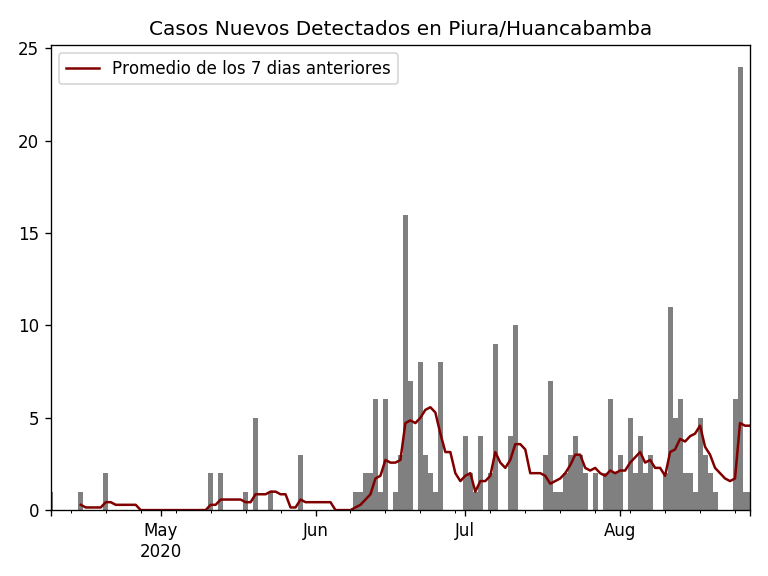 Casos Nuevos Detectados en Piura/Huancabamba
Promedio de los 7 dias anteriores
25
20
15
10
5
0
May
2020
Jun
Jul
Aug